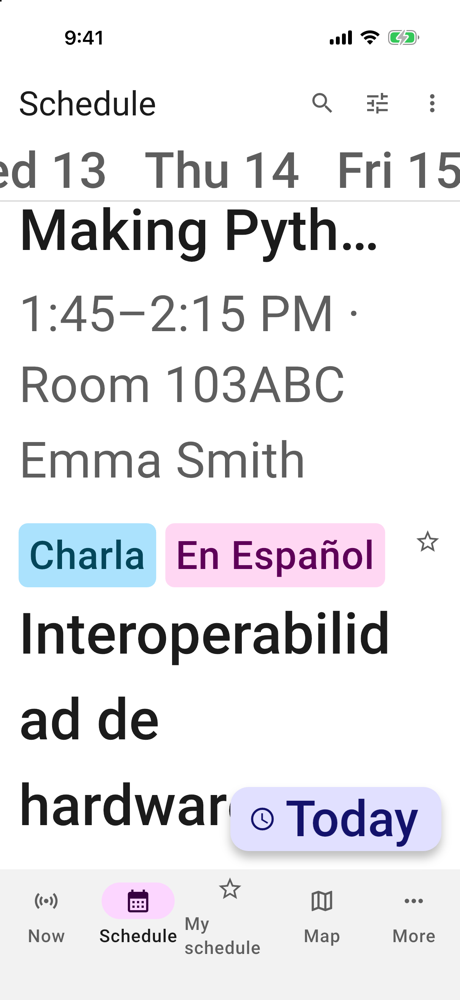 9:41
Schedule
ed 13 Thu 14 Fri 15
Making Pyth…
1:45–2:15 PM ·
Room 103ABC
Emma Smith
Charla En Español
Interoperabilid
ad de
hardwar
Today
Now
Schedule
My
schedule
Map
More